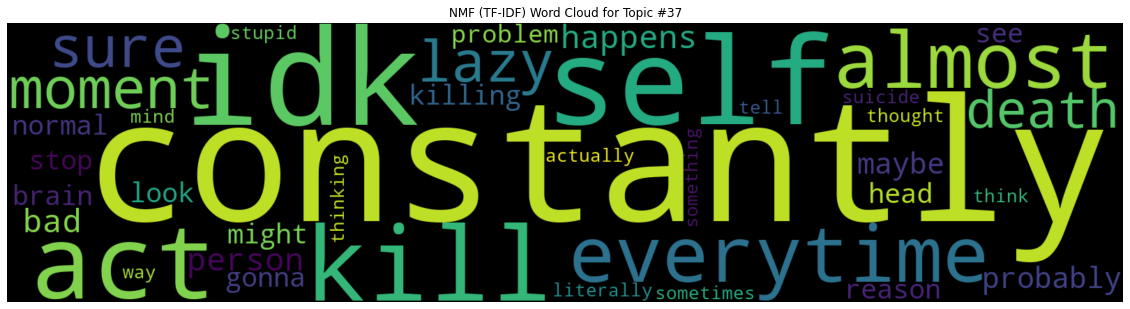 NMF (TF-IDF) Word Cloud for Topic #37
sure idk stupid lazy problem happens self almost see
moment killing tell suicide thought death
normal mind constantly actually something maybe
stop brain look thinking head think
bad act way might person gonna kill everytime
literally sometimes reason probably